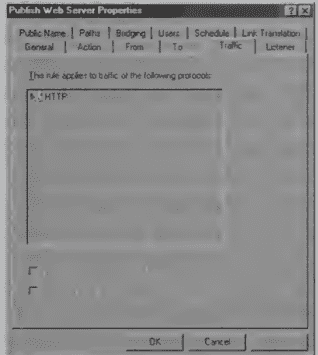 Publish Web Server Properties
Public Name Paths Bridging Users Schedule Link Translation
General Action From To Traffic Listener
This rule applies to traffic of the following protocols:
HTTP
OK Cancel